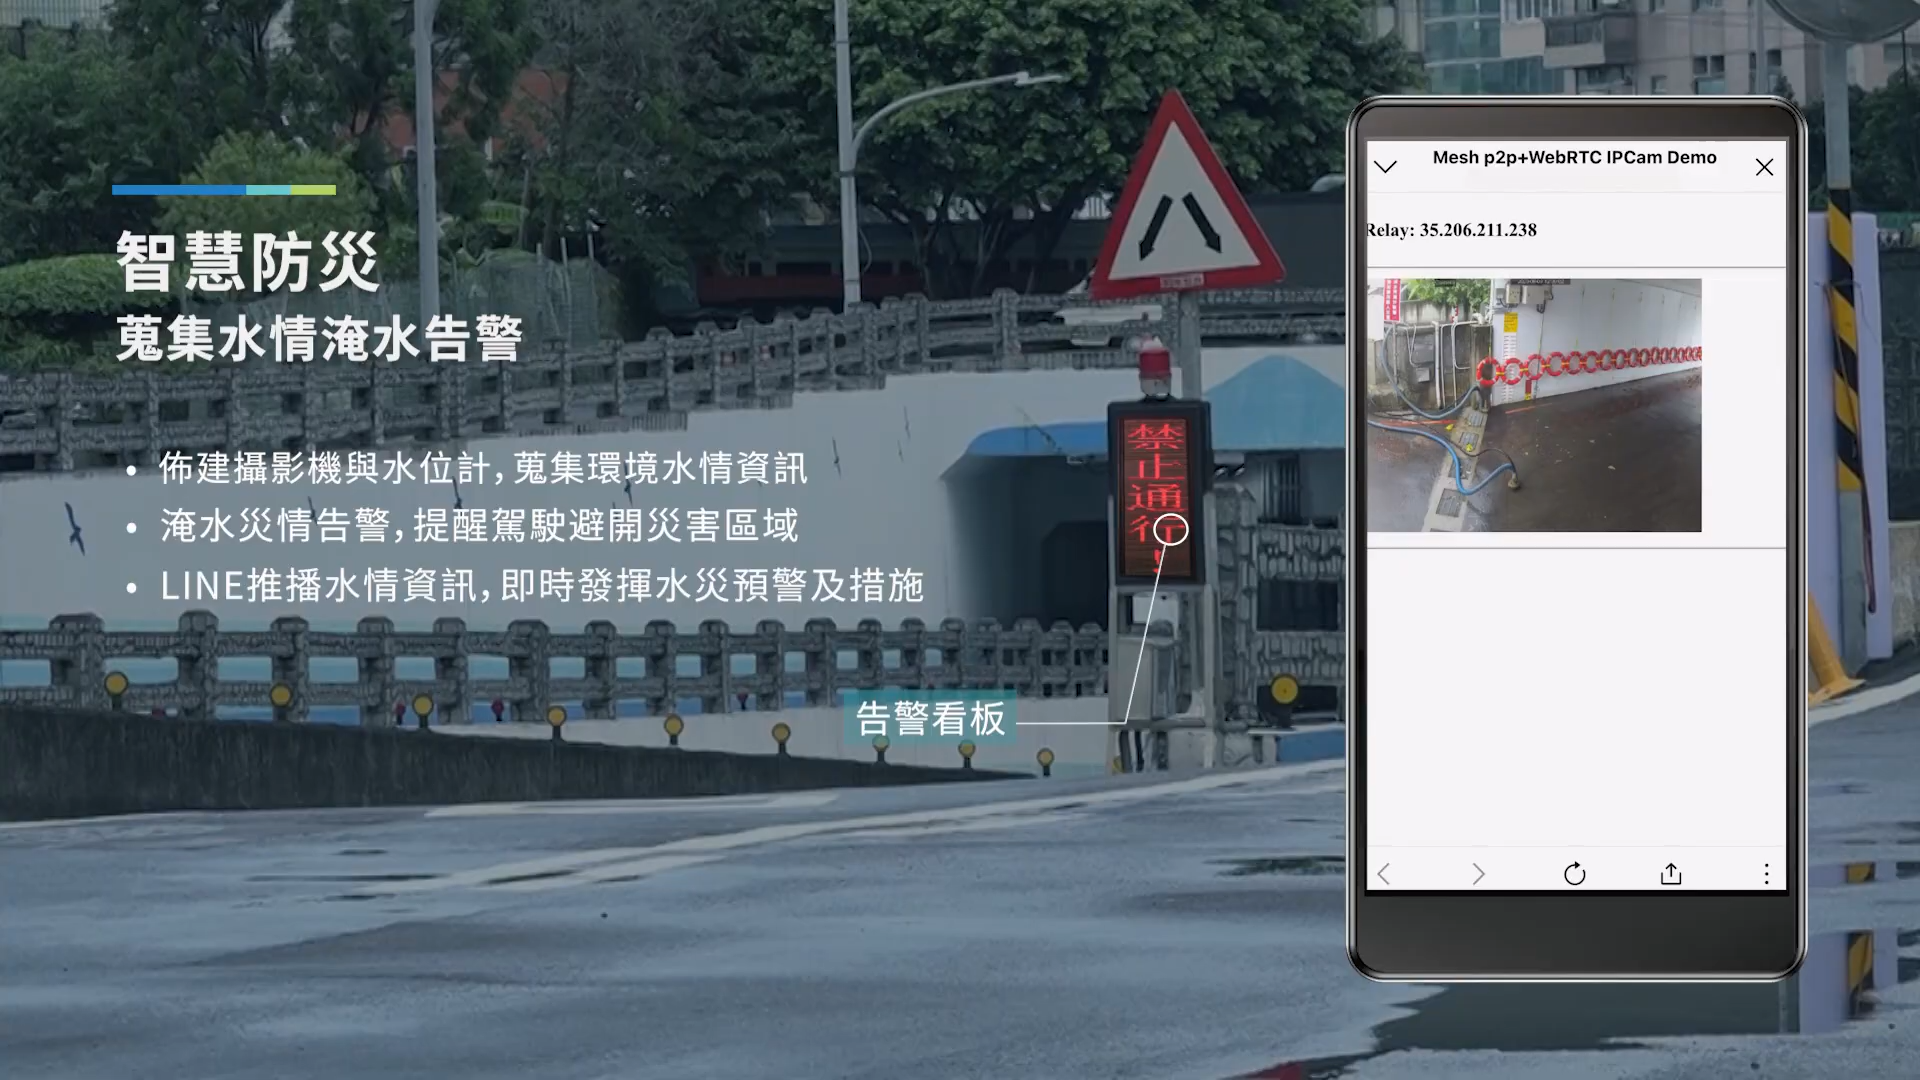 智慧防災
蒐集水情淹水告警
• 佈建攝影機與水位計，蒐集環境水情資訊
• 淹水災情告警，提醒駕駛避開災害區域
• LINE推播水情資訊，即時發揮水災預警及措施
禁止通行！
告警看板
Mesh p2p+WebRTC IPCam Demo
Relay: 35.206.211.238